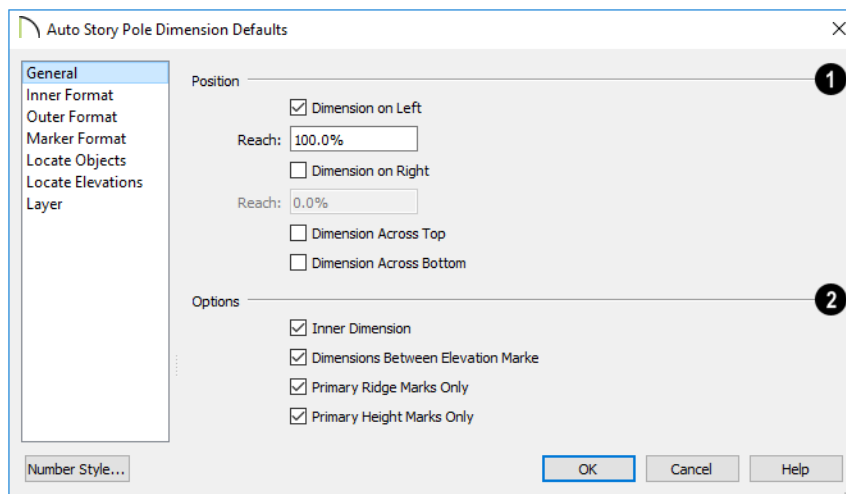 Auto Story Pole Dimension Defaults
General
Inner Format
Outer Format
Marker Format
Locate Objects
Locate Elevations
Layer
Position
1
Dimension on Left
Reach: 100.0%
Dimension on Right
Reach: 0.0%
Dimension Across Top
Dimension Across Bottom
Options
2
Inner Dimension
Dimensions Between Elevation Marke
Primary Ridge Marks Only
Primary Height Marks Only
Number Style... OK Cancel Help